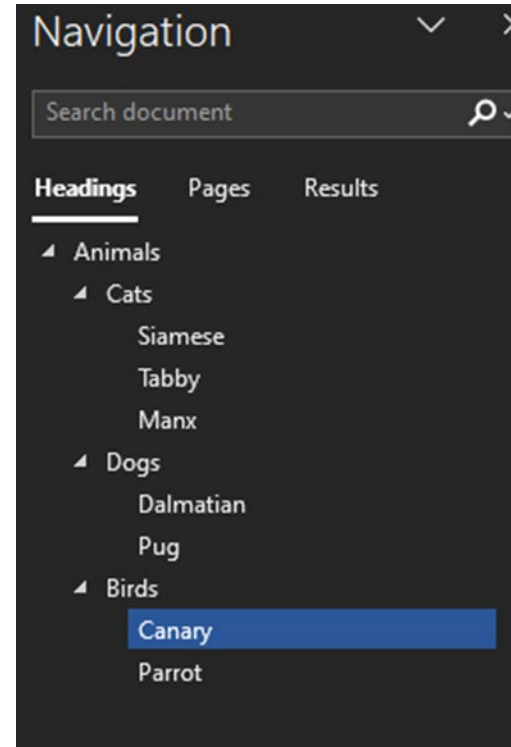 Navigation
Search document
Headings Pages Results
Animals
Cats
Siamese
Tabby
Manx
Dogs
Dalmatian
Pug
Birds
Canary
Parrot